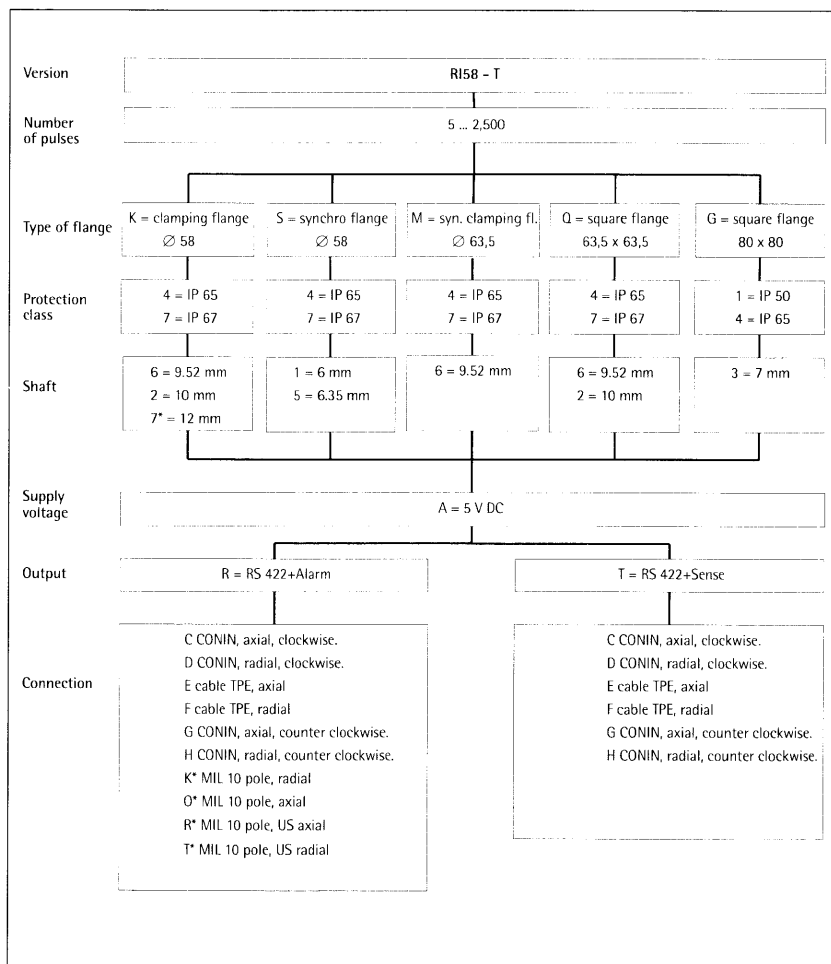 Version
RI58 – T
Number
of pulses
5 ... 2,500
Type of flange
K = clamping flange
Ø 58
S = synchro flange
Ø 58
M = syn. clamping fl.
Ø 63,5
Q = square flange
63,5 x 63,5
G = square flange
80 x 80
Protection
class
4 = IP 65
7 = IP 67
4 = IP 65
7 = IP 67
4 = IP 65
7 = IP 67
4 = IP 65
7 = IP 67
1 = IP 50
4 = IP 65
Shaft
6 = 9.52 mm
2 = 10 mm
7* = 12 mm
1 = 6 mm
5 = 6.35 mm
6 = 9.52 mm
6 = 9.52 mm
2 = 10 mm
3 = 7 mm
Supply
voltage
A = 5 V DC
Output
R = RS 422+Alarm
T = RS 422+Sense
Connection
C CONIN, axial, clockwise.
D CONIN, radial, clockwise.
E cable TPE, axial
F cable TPE, radial
G CONIN, axial, counter clockwise.
H CONIN, radial, counter clockwise.
K* MIL 10 pole, radial
O* MIL 10 pole, axial
R* MIL 10 pole, US axial
T* MIL 10 pole, US radial
C CONIN, axial, clockwise.
D CONIN, radial, clockwise.
E cable TPE, axial
F cable TPE, radial
G CONIN, axial, counter clockwise.
H CONIN, radial, counter clockwise.